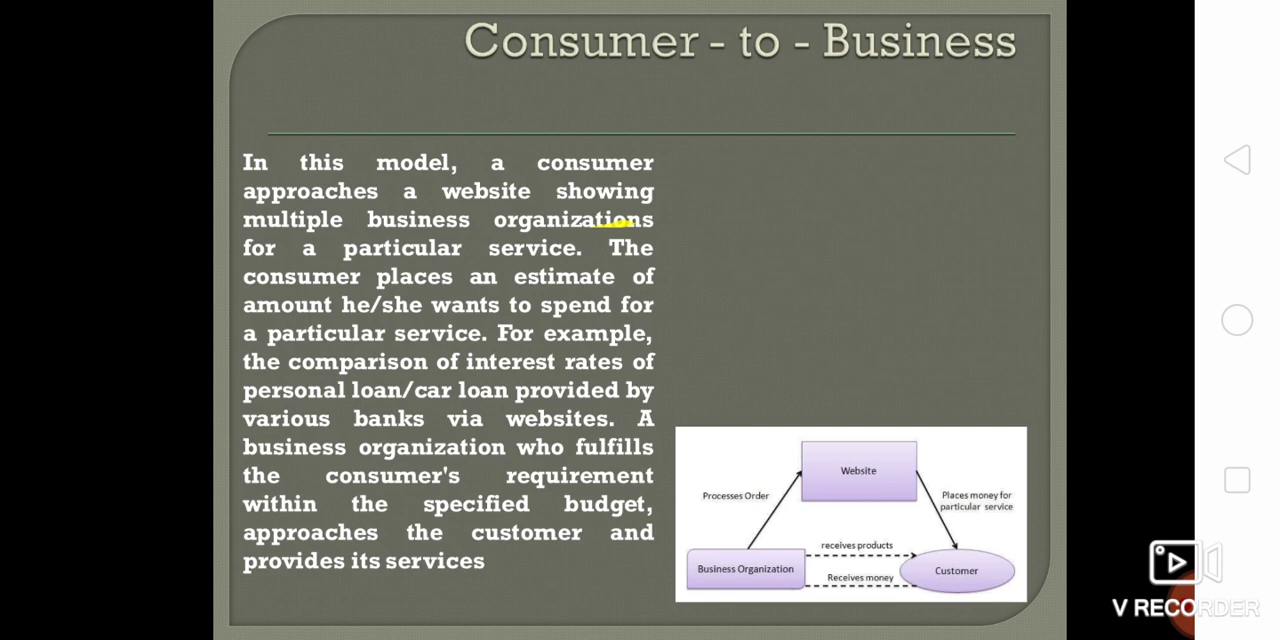 Consumer - to - Business
In this model, a consumer
approaches a website showing
multiple business organizations
for a particular service. The
consumer places an estimate of
amount he/she wants to spend for
a particular service. For example,
the comparison of interest rates of
personal loan/car loan provided by
various banks via websites. A
business organization who fulfills
the consumer's requirement
within the specified budget,
approaches the customer and
provides its services
Website
Processes Order
Places money for
particular service
receives products
Business Organization
Customer
Receives money
V RECORDER